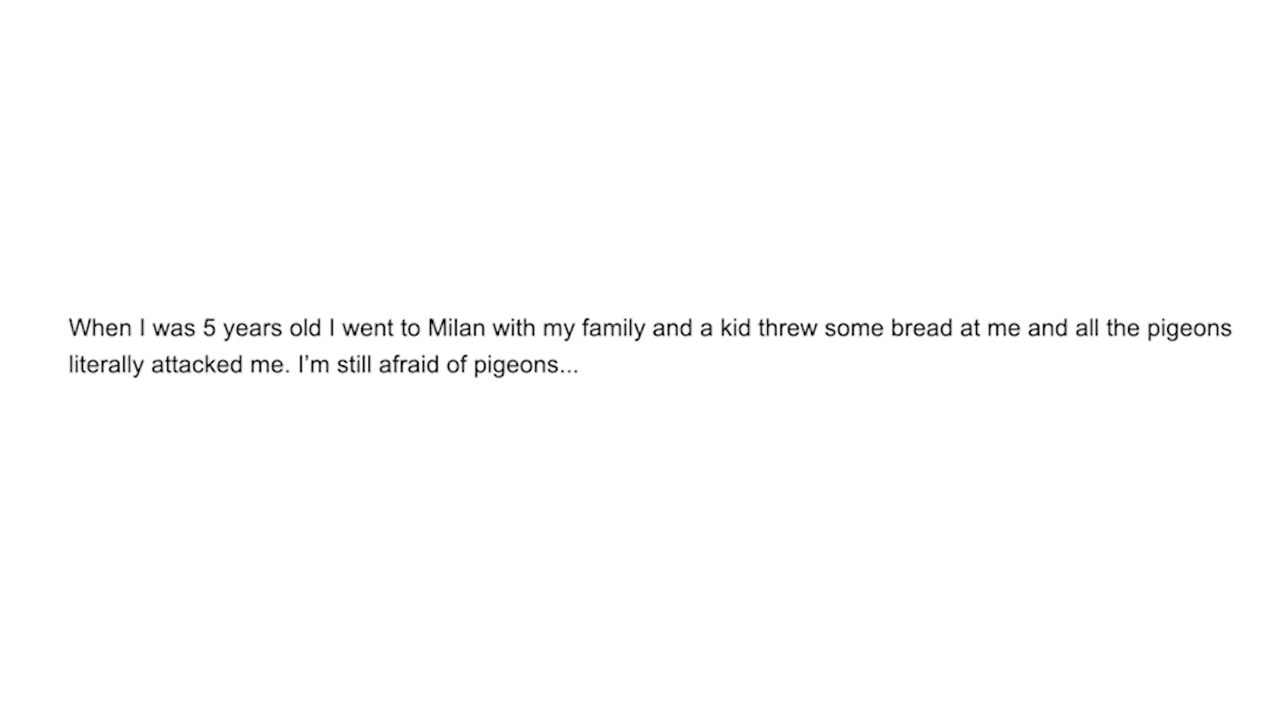 When I was 5 years old I went to Milan with my family and a kid threw some bread at me and all the pigeons
literally attacked me. I’m still afraid of pigeons...